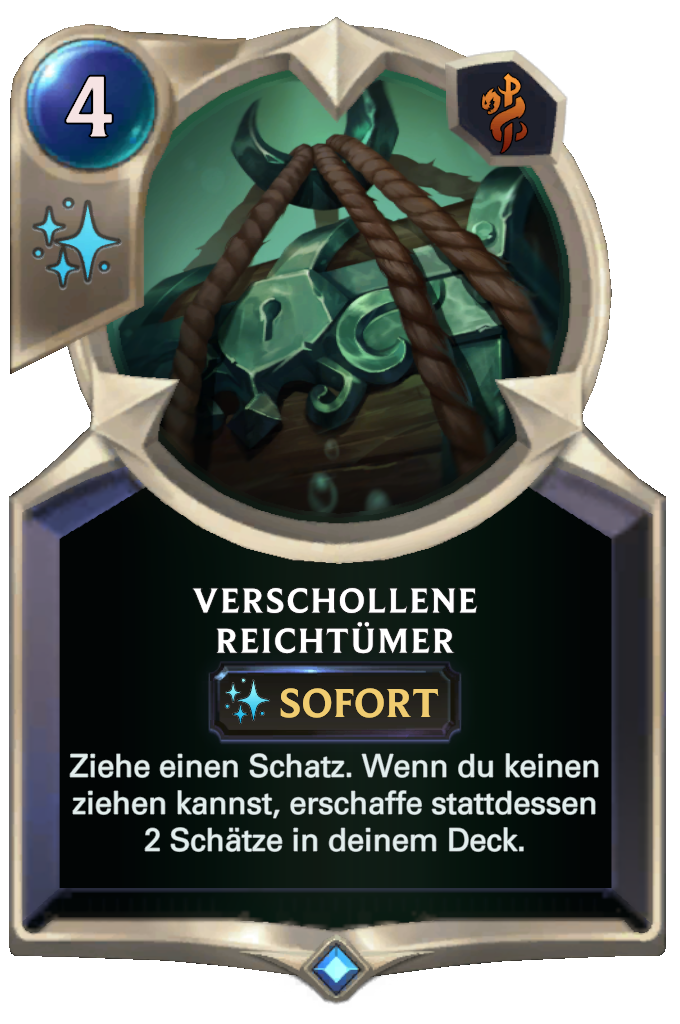 4
VERSCHOLLENE
REICHTÜMER
SOFORT
Ziehe einen Schatz. Wenn du keinen
ziehen kannst, erschaffe stattdessen
2 Schätze in deinem Deck.